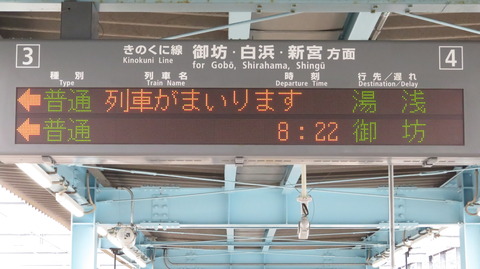 3 きのくに線 御坊・白浜・新宮方面 4
Kinokuni Line for Gobō, Shirahama, Shingū
種別 列車名 時刻 行先/遅れ
Type Train Name Departure Time Destination/Delay
←普通 列車がまいります 湯浅
←普通 8:22 御坊